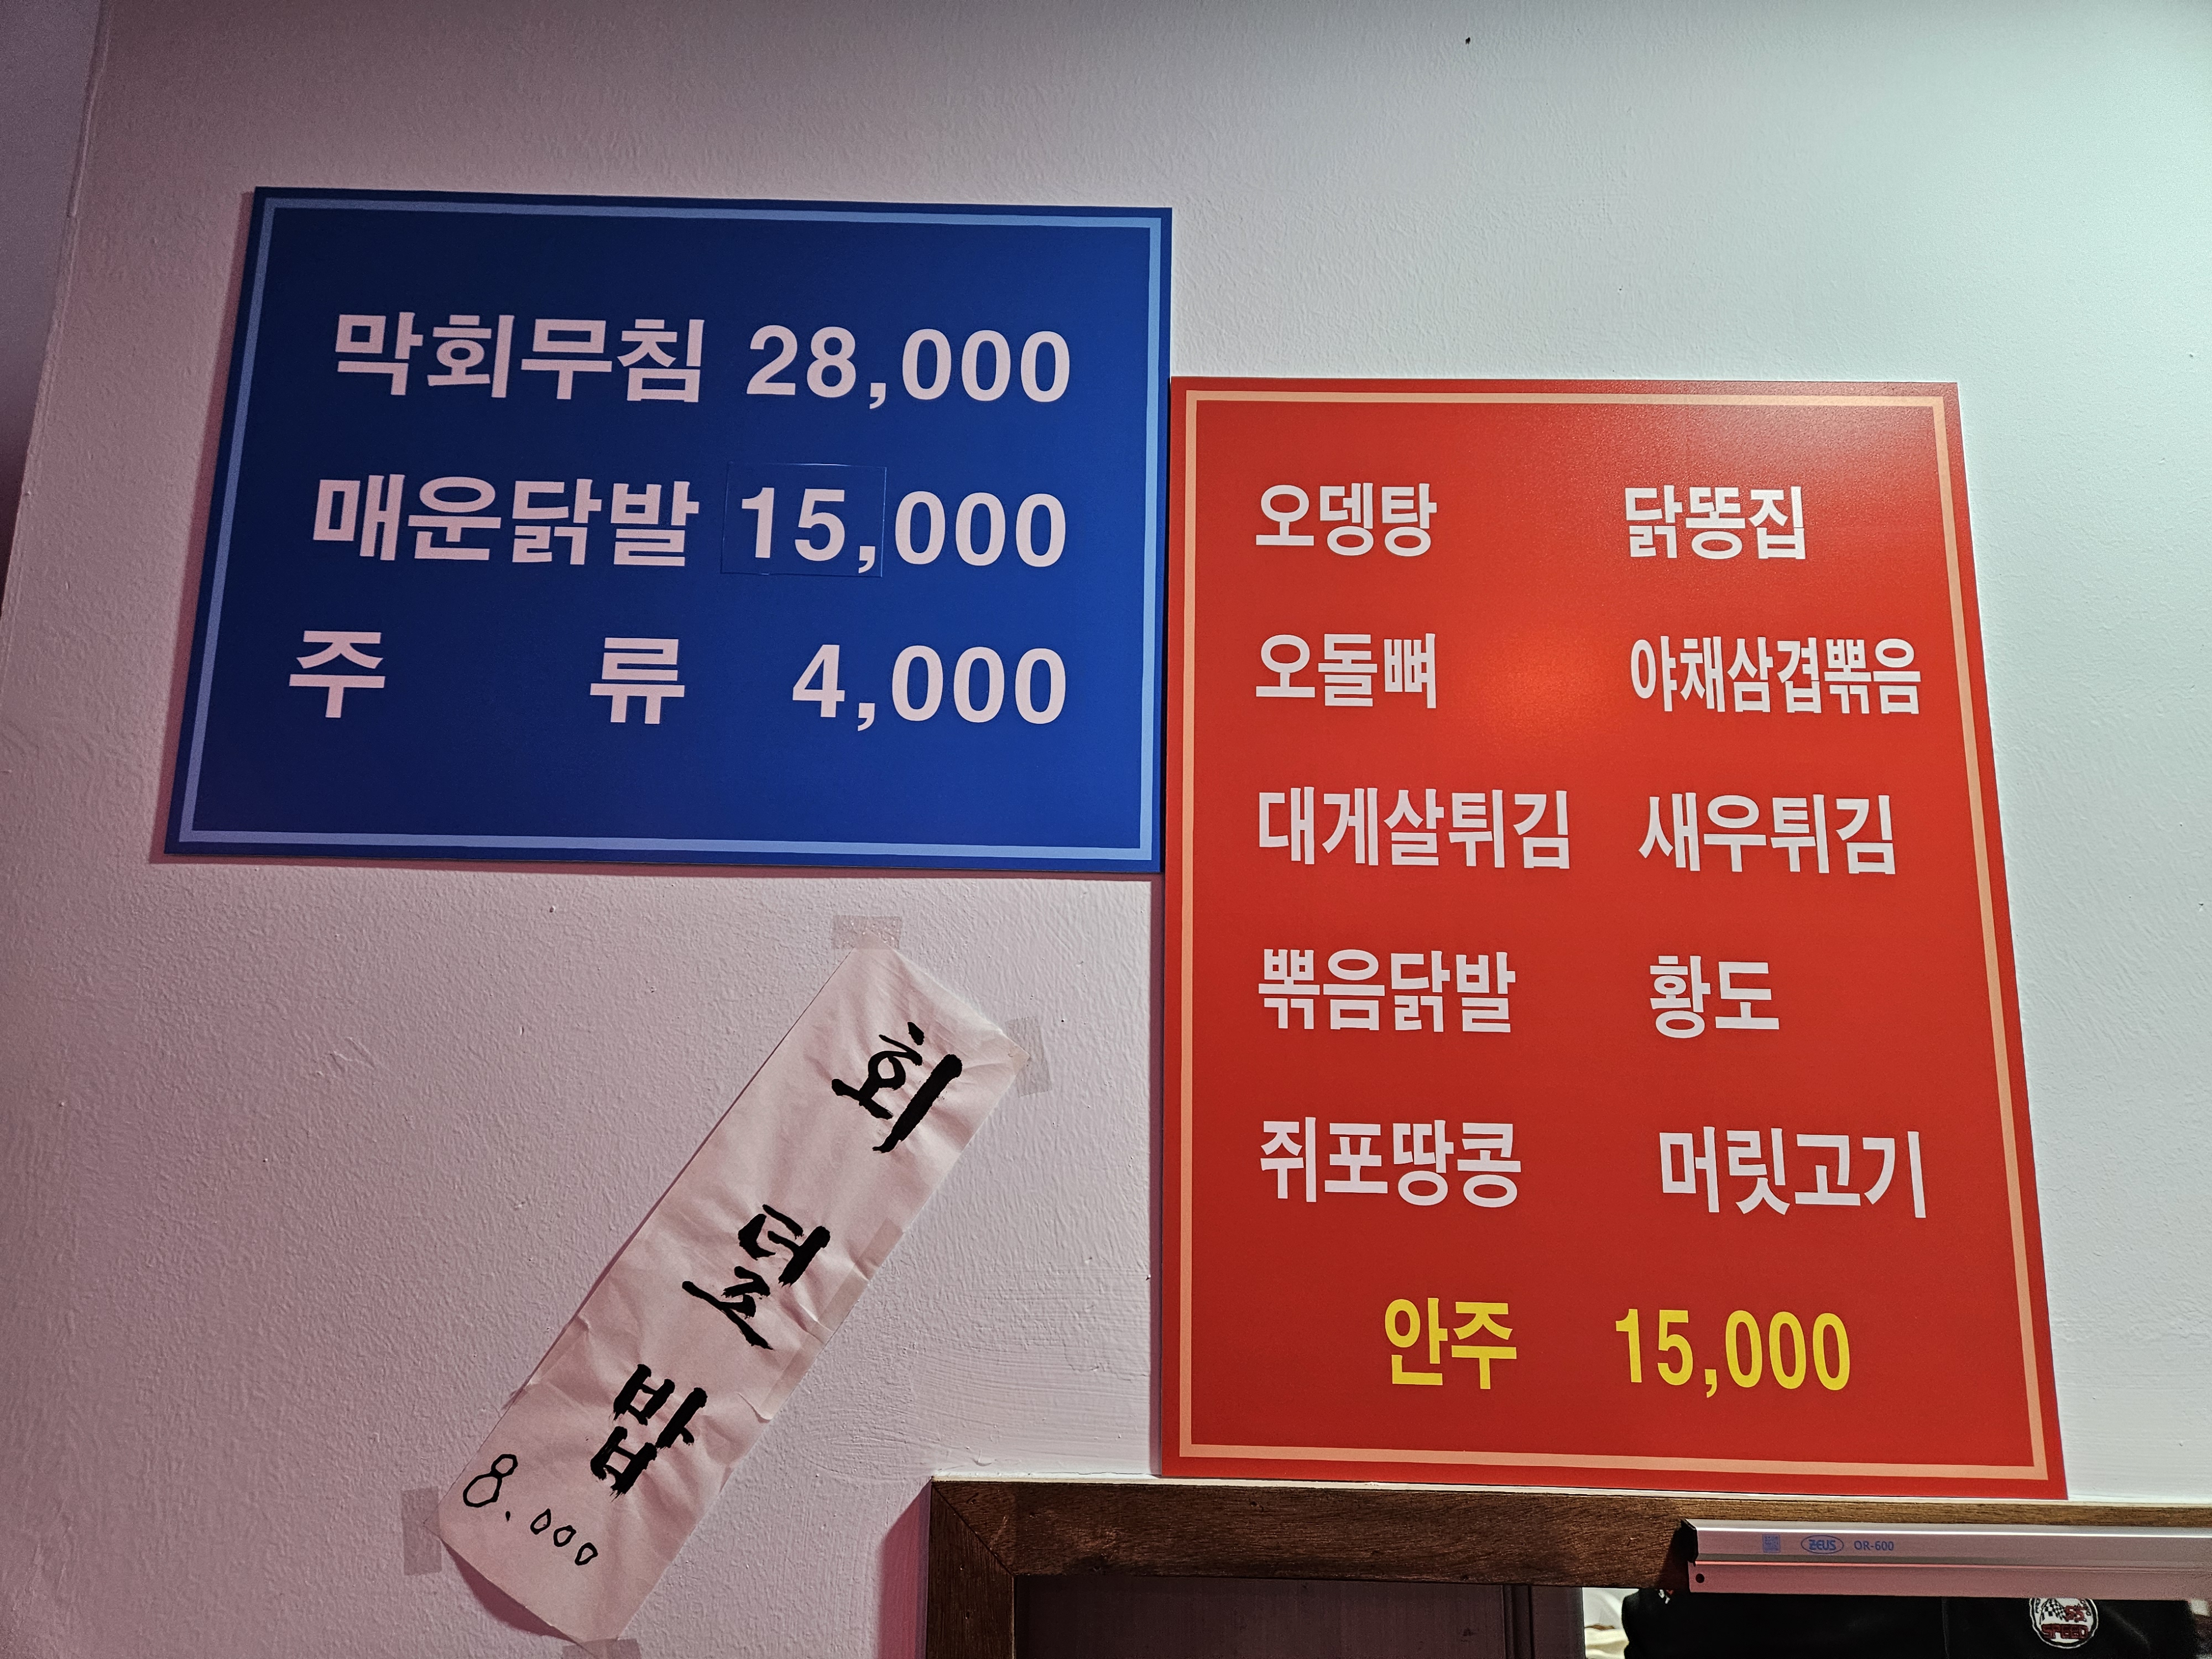 막회무침 28,000
매운닭발 15,000
주 류 4,000
오뎅탕 닭똥집
오돌뼈 야채삼겹볶음
대게살튀김 새우튀김
볶음닭발 황도
쥐포땅콩 머릿고기
안주 15,000
회
덮
밥
8.000
ZEUS OR-600
SPEED